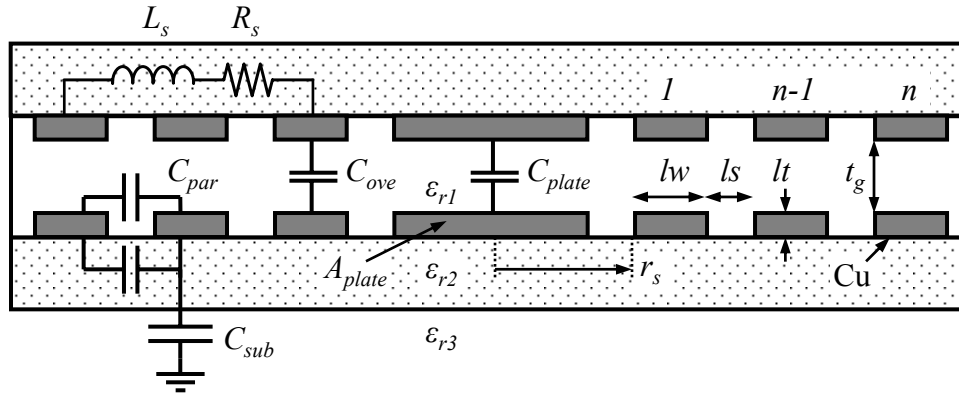 L_s R_s
1 n-1 n
C_par C_ove ε_r1 C_plate lw ls lt t_g
A_plate ε_r2 r_s Cu
C_sub ε_r3